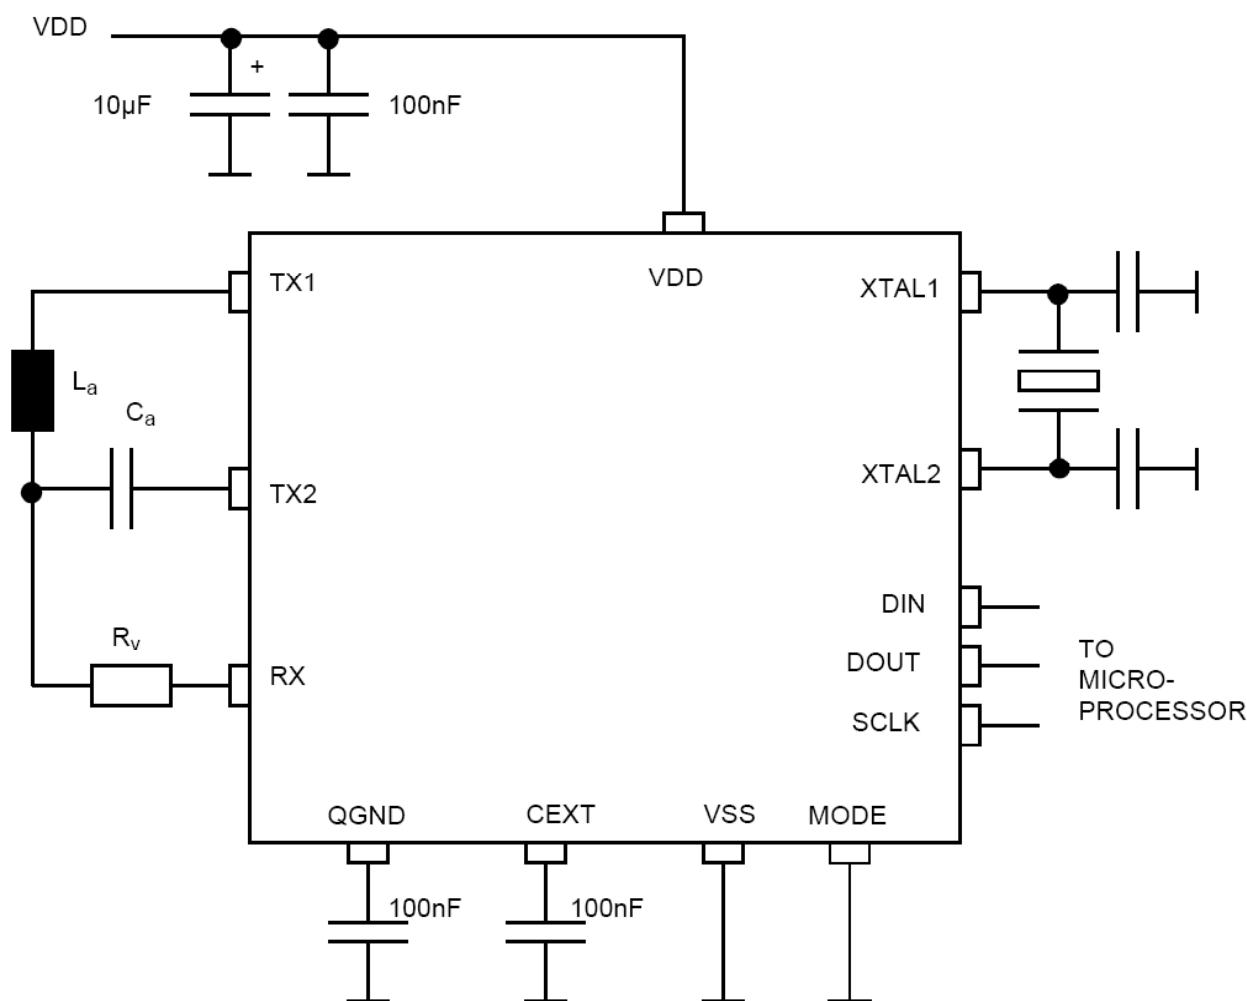 VDD
+
10µF
100nF
TX1
VDD
XTAL1
La
Ca
XTAL2
TX2
DIN
Rv
TO
DOUT
RX
MICRO-
PROCESSOR
SCLK
QGND
CEXT
VSS
MODE
100nF
100nF